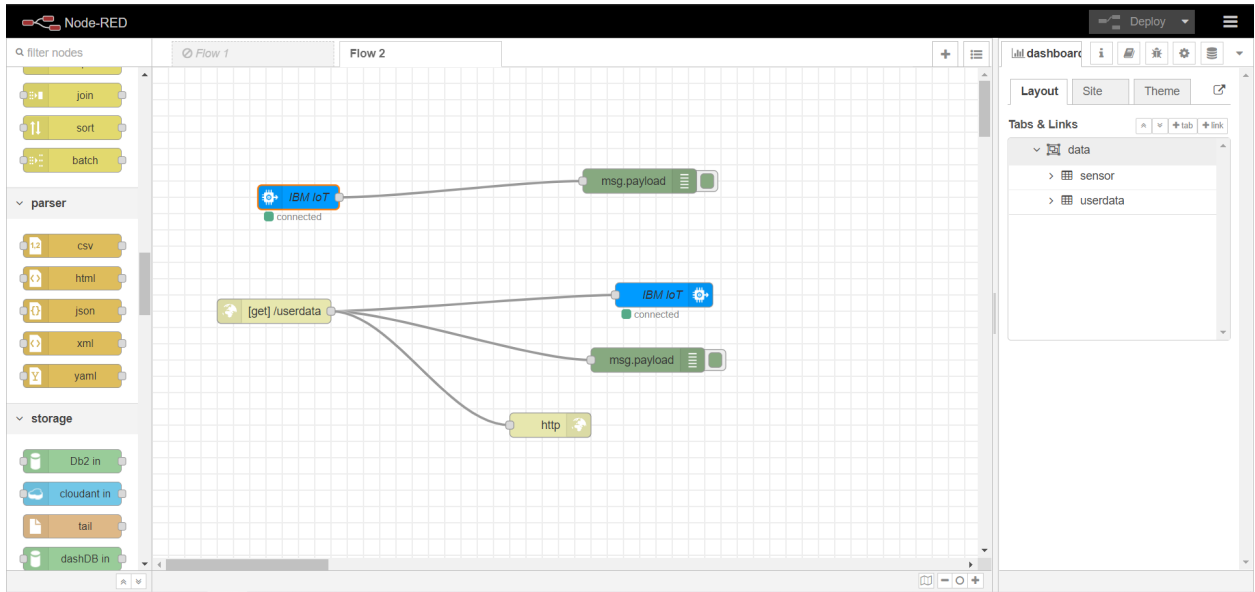 Node-RED
Deploy
filter nodes
Flow 1
Flow 2
dashboard
i
join
sort
batch
parser
1,2
csv
html
json
xml
yaml
storage
Db2 in
cloudant in
tail
dashDB in
IBM IoT
connected
msg.payload
[get] /userdata
IBM IoT
connected
msg.payload
http
Layout
Site
Theme
Tabs & Links
+tab
+link
data
sensor
userdata